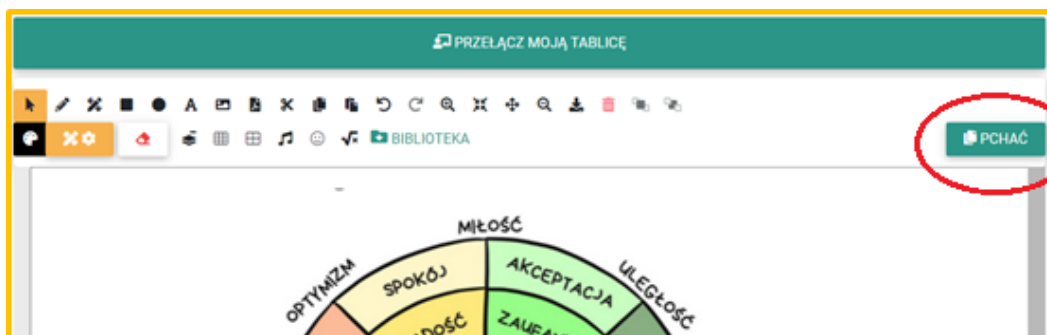 PRZEŁĄCZ MOJĄ TABLICĘ
BIBLIOTEKA
PCHAĆ
MIŁOŚĆ
OPTYMIZM
SPOKÓJ
AKCEPTACJA
ULEGŁOŚĆ